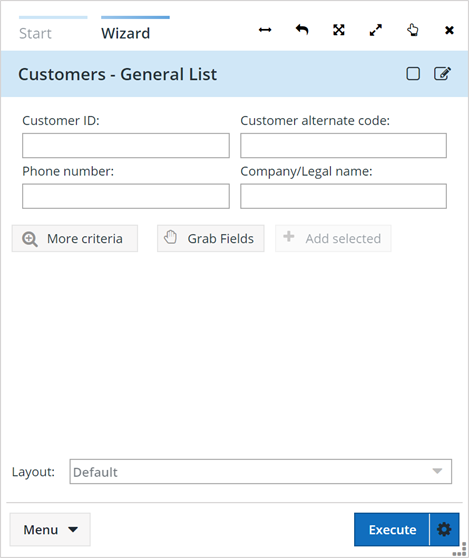 Start Wizard
Customers - General List
Customer ID: Customer alternate code:
Phone number: Company/Legal name:
More criteria Grab Fields Add selected
Layout: Default
Menu Execute